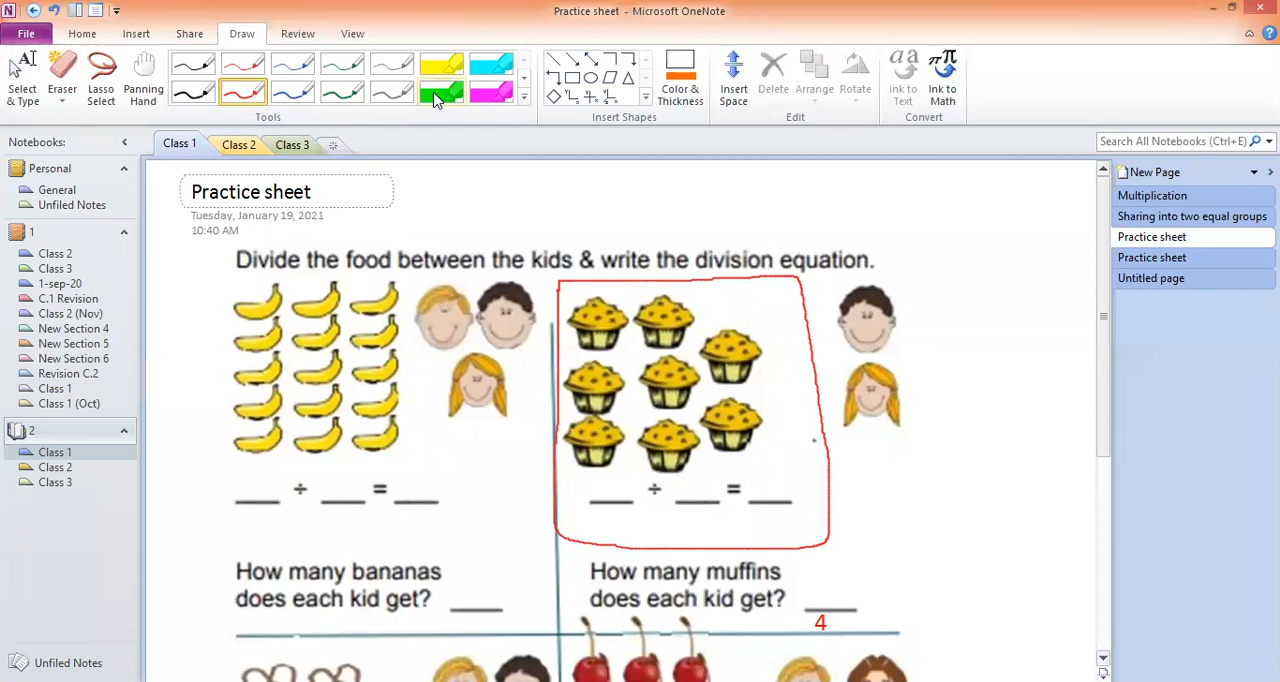 Practice sheet - Microsoft OneNote
File Home Insert Share Draw Review View
Select & Type
Eraser
Lasso Select
Panning Hand
Color & Thickness
Insert Space
Delete
Arrange
Rotate
Ink to Text
Ink to Math
Tools
Insert Shapes
Edit
Convert
Notebooks:
Class 1
Class 2
Class 3
Search All Notebooks (Ctrl+E)
Personal
General
Unfiled Notes
1
Class 2
Class 3
1-sep-20
C.1 Revision
Class 2 (Nov)
New Section 4
New Section 5
New Section 6
Revision C.2
Class 1
Class 1 (Oct)
2
Class 1
Class 2
Class 3
Unfiled Notes
Practice sheet
Tuesday, January 19, 2021
10:40 AM
Divide the food between the kids & write the division equation.
___ ÷ ___ = ___
How many bananas
does each kid get? ____
___ ÷ ___ = ___
How many muffins
does each kid get? ____
4
New Page
Multiplication
Sharing into two equal groups
Practice sheet
Practice sheet
Untitled page